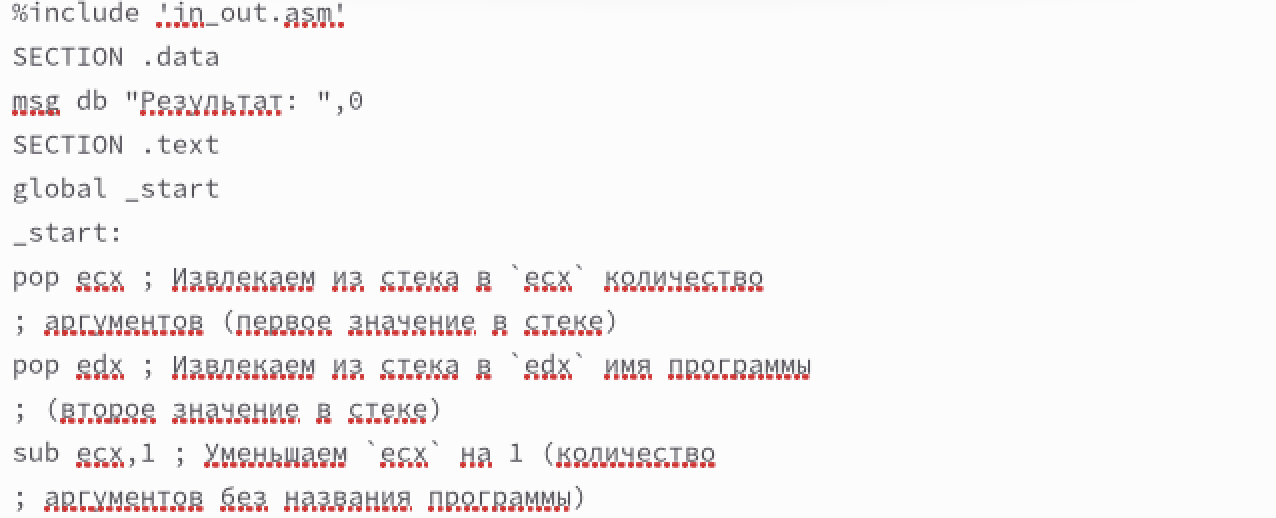 %include 'in_out.asm'
SECTION .data
msg db "Результат: ",0
SECTION .text
global _start
_start:
pop ecx ; Извлекаем из стека в `ecx` количество
; аргументов (первое значение в стеке)
pop edx ; Извлекаем из стека в `edx` имя программы
; (второе значение в стеке)
sub ecx,1 ; Уменьшаем `ecx` на 1 (количество
; аргументов без названия программы)